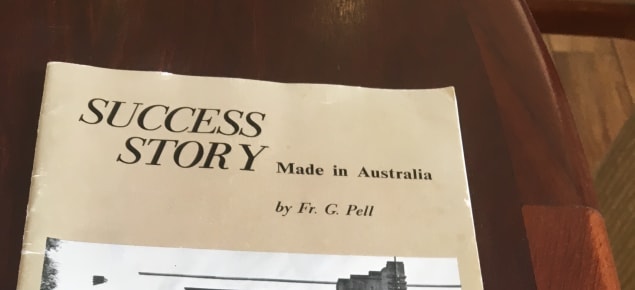 SUCCESS
STORY Made in Australia
by Fr. G. Pell